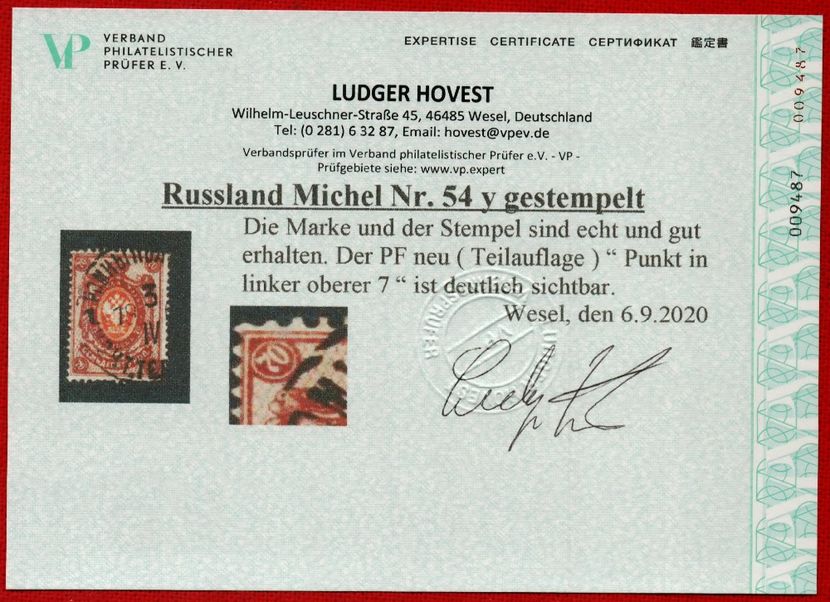 VP VERBAND
PHILATELISTISCHER
PRÜFER E. V.
EXPERTISE CERTIFICATE СЕРТИФИКАТ 鑑定書
LUDGER HOVEST
Wilhelm-Leuschner-Straße 45, 46485 Wesel, Deutschland
Tel: (0 281) 6 32 87, Email: hovest@vpev.de
Verbandsprüfer im Verband philatelistischer Prüfer e.V. - VP -
Prüfgebiete siehe: www.vp.expert
Russland Michel Nr. 54 y gestempelt
Die Marke und der Stempel sind echt und gut
erhalten. Der PF neu ( Teilauflage ) “ Punkt in
linker oberer 7 “ ist deutlich sichtbar.
Wesel, den 6.9.2020
70
3
IV
009487
009487